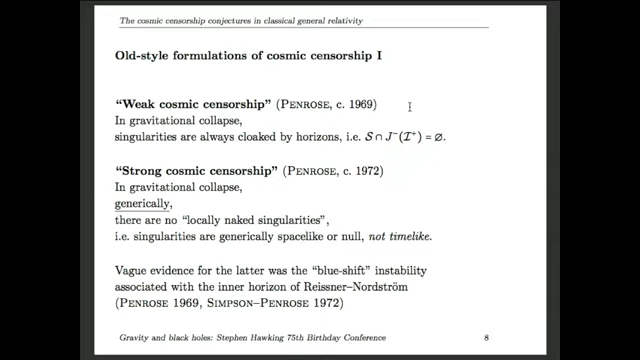 The cosmic censorship conjectures in classical general relativity
Old-style formulations of cosmic censorship I
“Weak cosmic censorship” (PENROSE, c. 1969)
In gravitational collapse,
singularities are always cloaked by horizons, i.e. 𝒮 ∩ J⁻(ℐ⁺) = ∅.
“Strong cosmic censorship” (PENROSE, c. 1972)
In gravitational collapse,
generically,
there are no “locally naked singularities”,
i.e. singularities are generically spacelike or null, not timelike.
Vague evidence for the latter was the “blue-shift” instability
associated with the inner horizon of Reissner–Nordström
(PENROSE 1969, SIMPSON–PENROSE 1972)
Gravity and black holes: Stephen Hawking 75th Birthday Conference
8